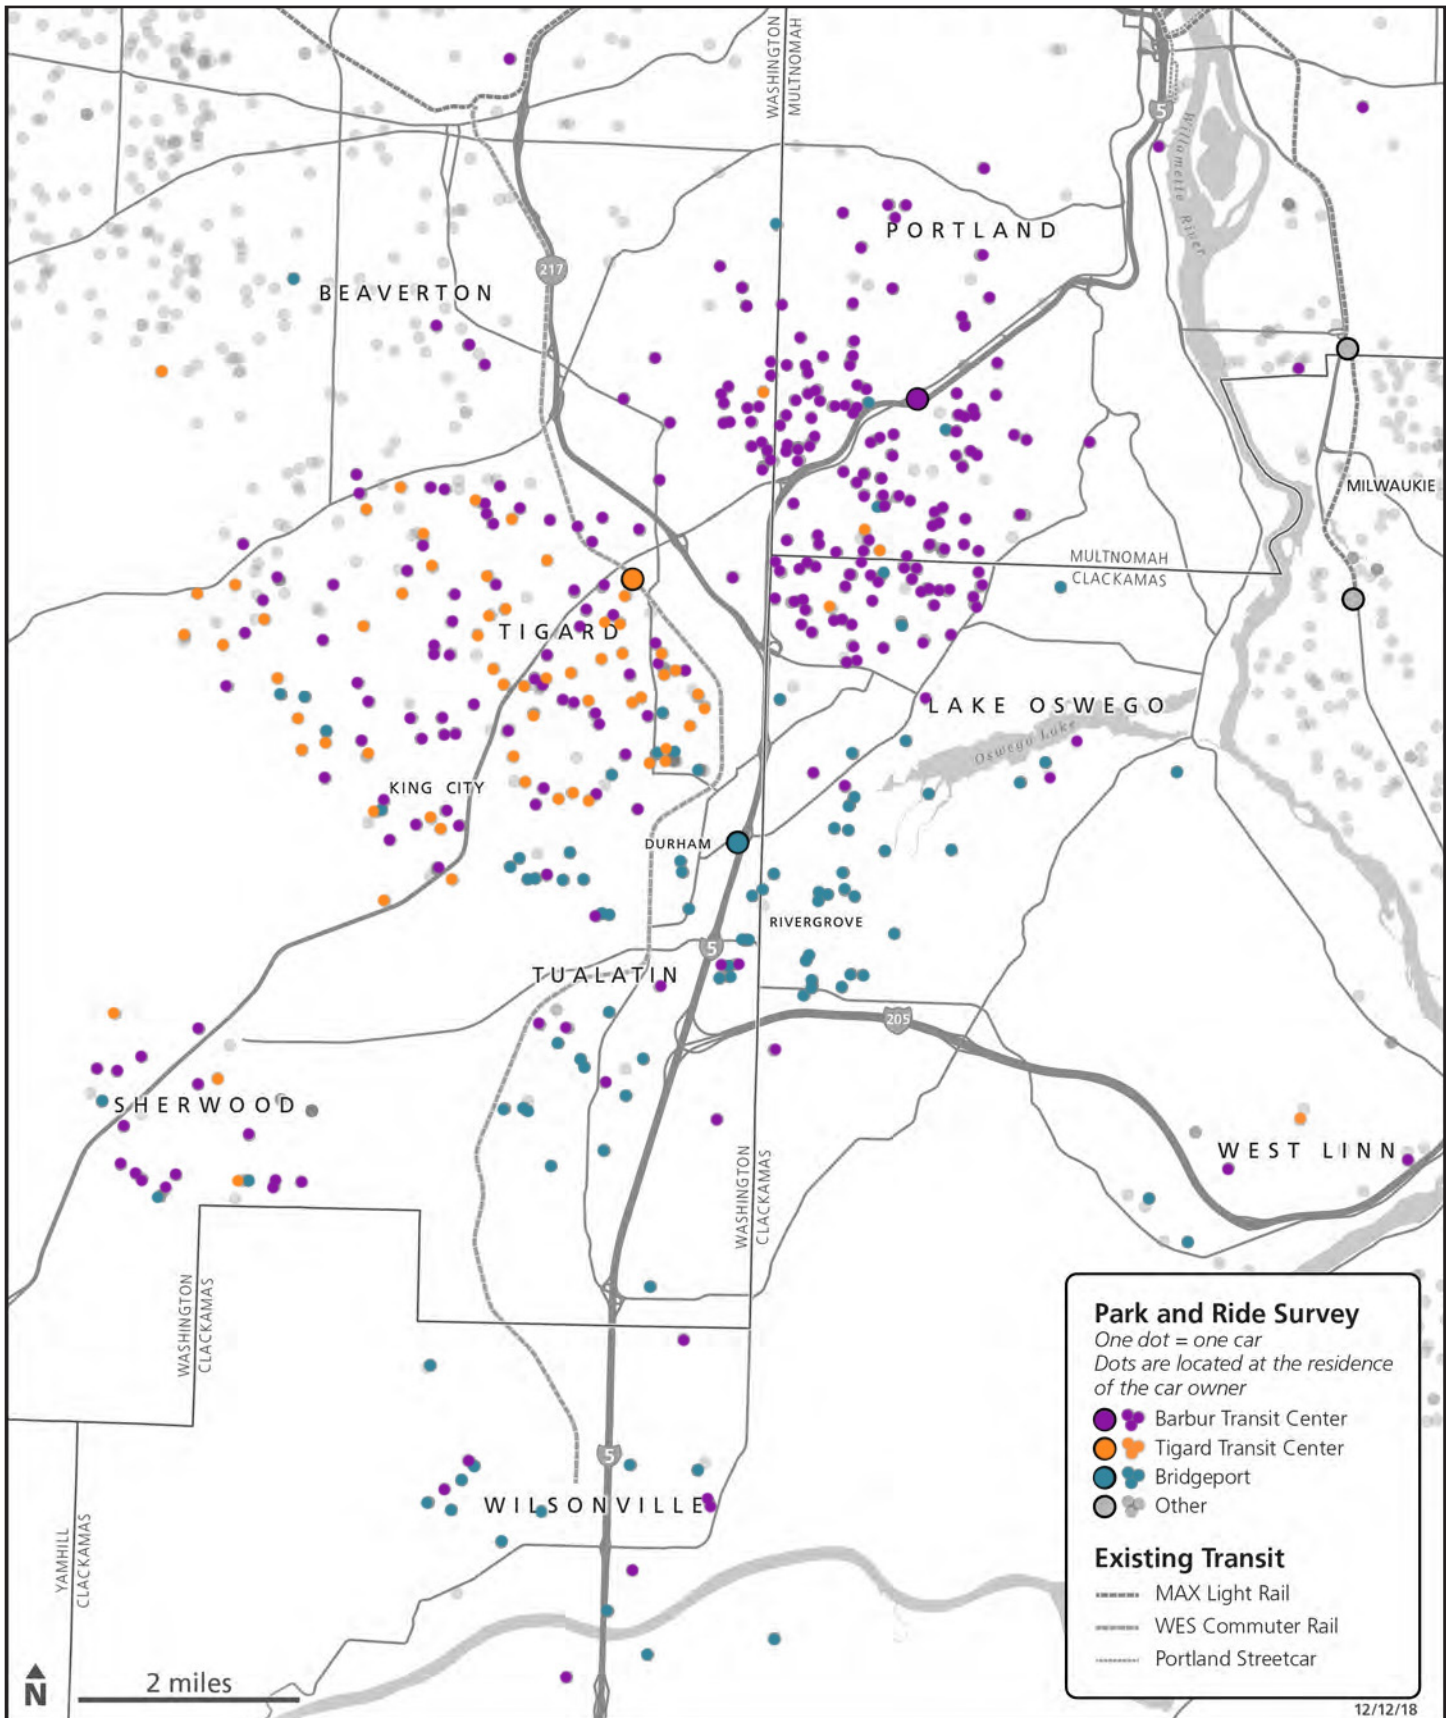 WASHINGTON
MULTNOMAH
5
Willamette River
PORTLAND
217
BEAVERTON
MILWAUKIE
MULTNOMAH
CLACKAMAS
TIGARD
LAKE OSWEGO
Oswego Lake
KING CITY
DURHAM
RIVERGROVE
5
TUALATIN
205
SHERWOOD
WEST LINN
WASHINGTON
CLACKAMAS
WASHINGTON
CLACKAMAS
5
WILSONVILLE
YAMHILL
CLACKAMAS
Park and Ride Survey
One dot = one car
Dots are located at the residence
of the car owner
Barbur Transit Center
Tigard Transit Center
Bridgeport
Other
Existing Transit
MAX Light Rail
WES Commuter Rail
Portland Streetcar
N
2 miles
12/12/18